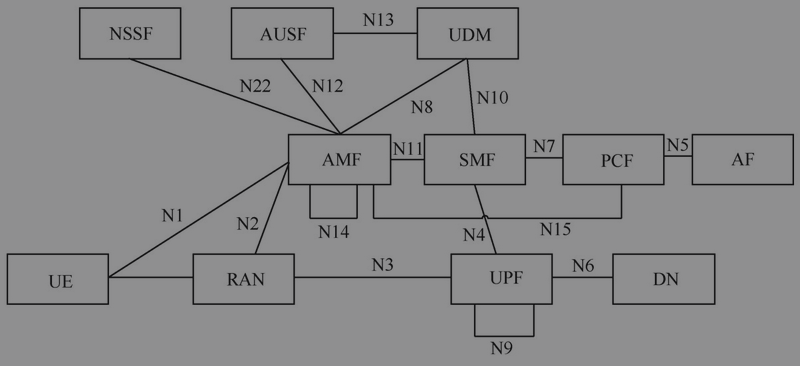 N13
NSSF
AUSF
UDM
N22
N12
N8
N10
AMF
N11
SMF
N7
PCF
N5
AF
N1
N2
N14
N4
N15
UE
RAN
N3
UPF
N6
DN
N9